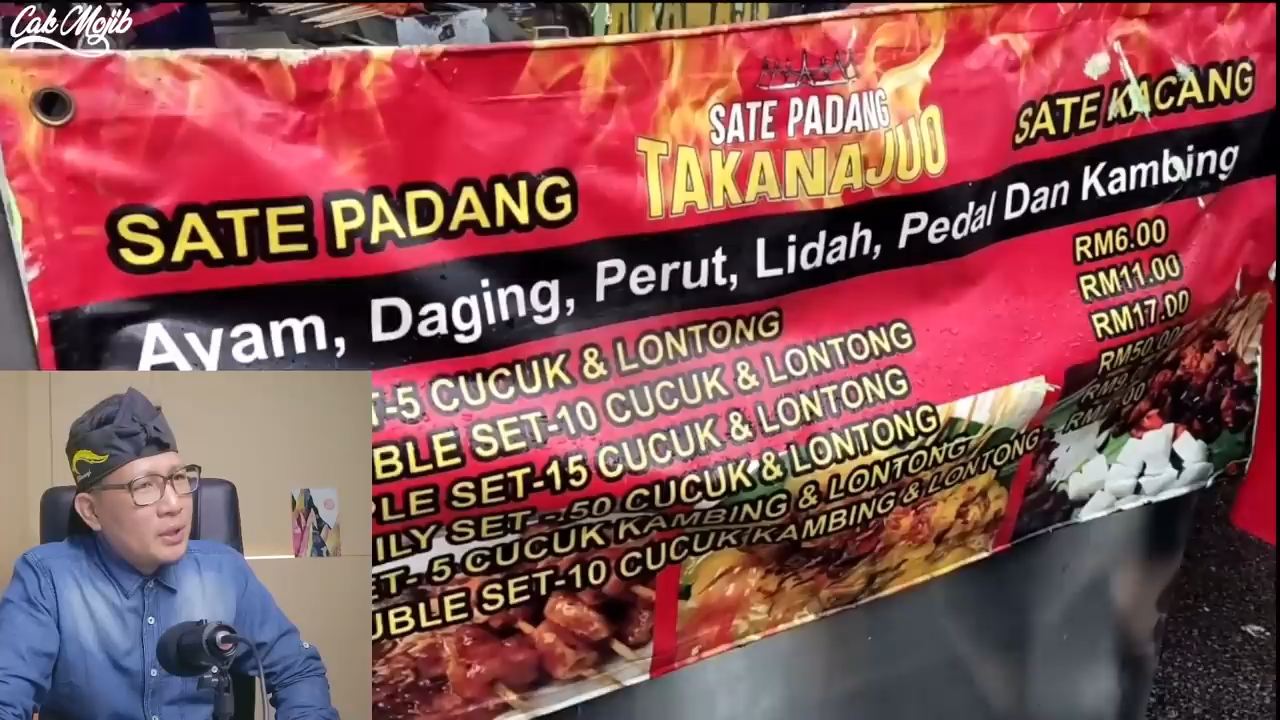 Cak Mojib
SATE PADANG
TAKANAJUO
SATE PADANG
SATE KACANG
Ayam, Daging, Perut, Lidah, Pedal Dan Kambing
T-5 CUCUK & LONTONG RM6.00
BLE SET-10 CUCUK & LONTONG RM11.00
PLE SET-15 CUCUK & LONTONG RM17.00
ILY SET -.50 CUCUK & LONTONG RM50.00
ET- 5 CUCUK KAMBING & LONTONG
UBLE SET-10 CUCUK KAMBING & LONTONG